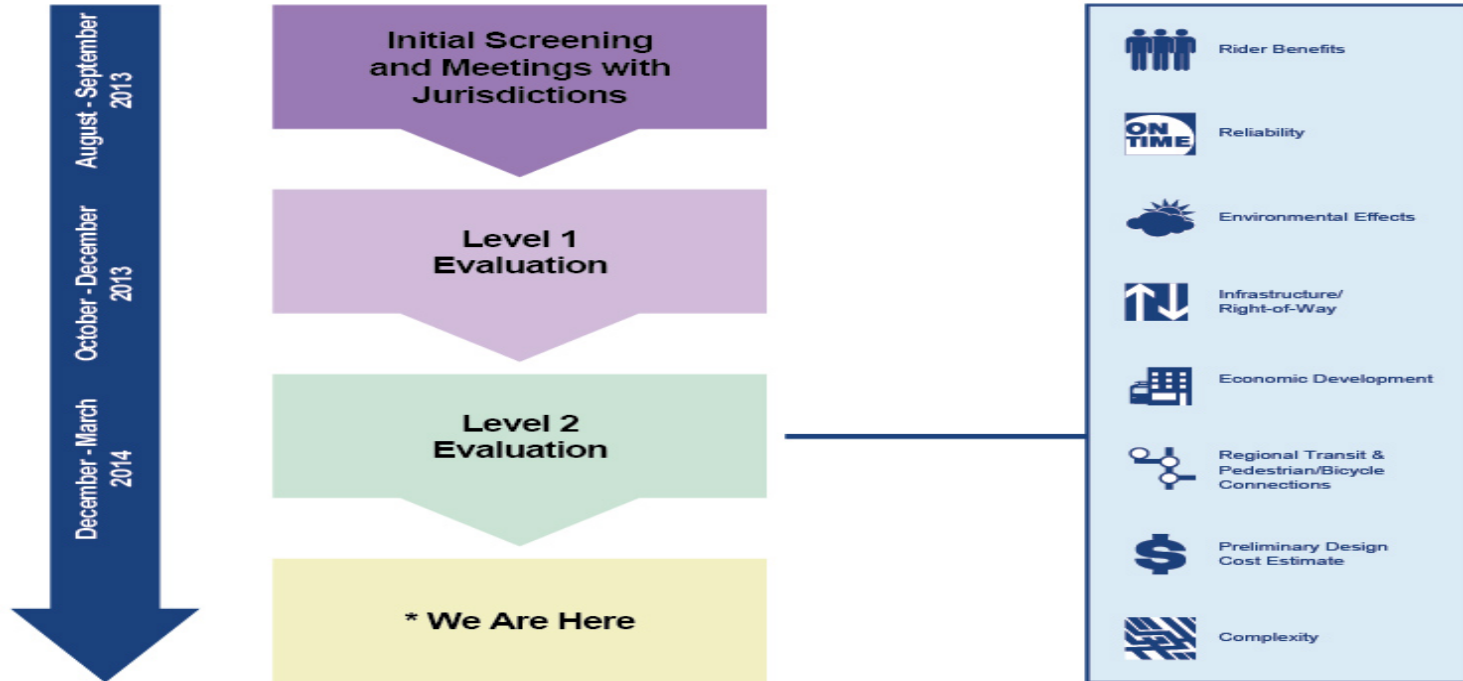 August - September
2013
October - December
2013
December - March
2014
Initial Screening
and Meetings with
Jurisdictions
Level 1
Evaluation
Level 2
Evaluation
* We Are Here
Rider Benefits
ON
TIME
Reliability
Environmental Effects
Infrastructure/
Right-of-Way
Economic Development
Regional Transit &
Pedestrian/Bicycle
Connections
$
Preliminary Design
Cost Estimate
Complexity